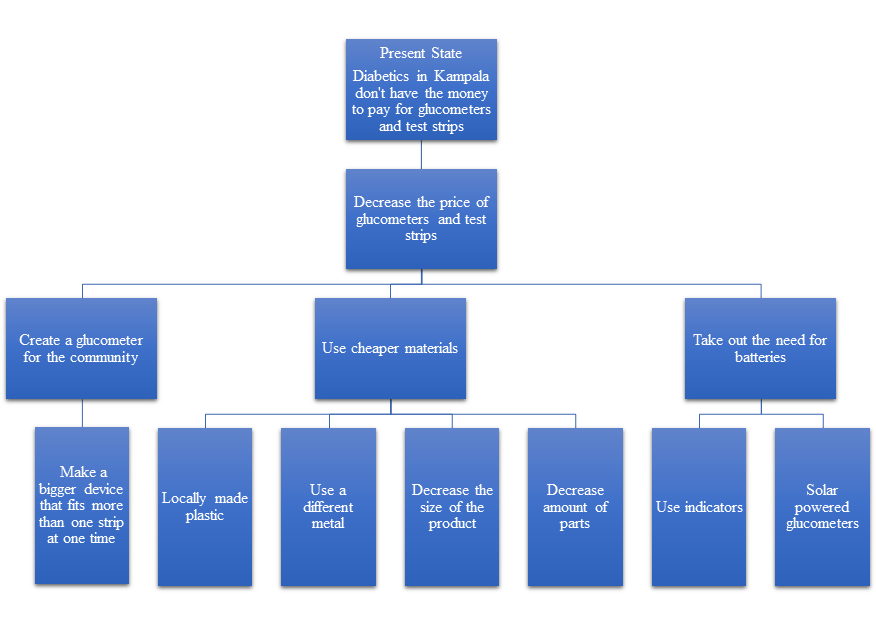 Present State
Diabetics in Kampala
don't have the money
to pay for glucometers
and test strips
Decrease the price of
glucometers and test
strips
Create a glucometer
for the community
Use cheaper materials
Take out the need for
batteries
Make a
bigger device
that fits more
than one strip
at one time
Locally made
plastic
Use a
different
metal
Decrease the
size of the
product
Decrease
amount of
parts
Use indicators
Solar
powered
glucometers